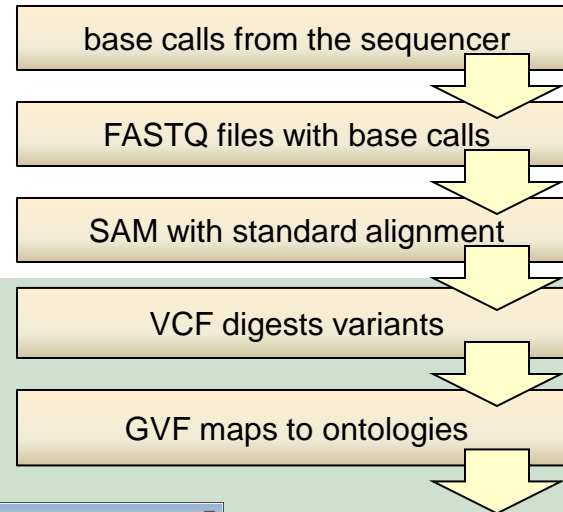 base calls from the sequencer
FASTQ files with base calls
SAM with standard alignment
VCF digests variants
GVF maps to ontologies